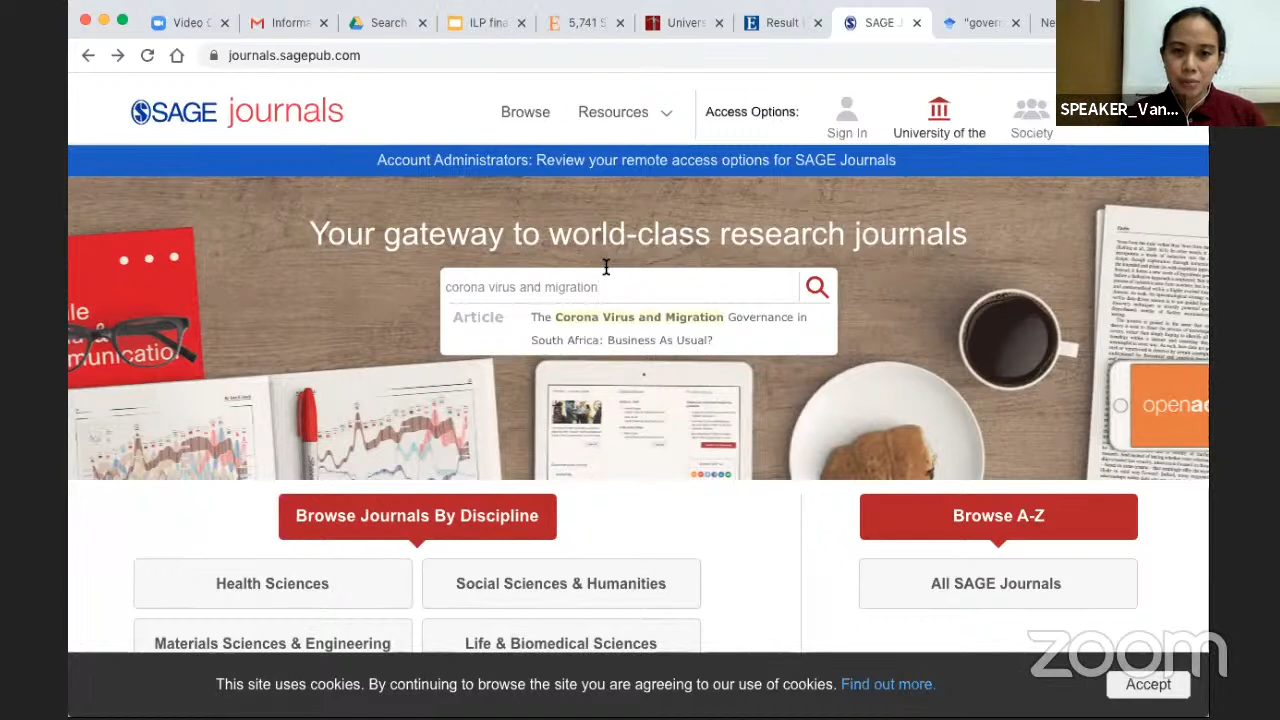 Video C
Informa
Search
ILP fina
5,741 S
Univers
Result
SAGE J
"gover
Ne
journals.sagepub.com
SAGE journals
Browse
Resources
Access Options:
Sign In
University of the
Society
SPEAKER_Van...
Account Administrators: Review your remote access options for SAGE Journals
Your gateway to world-class research journals
corona virus and migration
Article
The Corona Virus and Migration Governance in
South Africa: Business As Usual?
openac
Browse Journals By Discipline
Browse A-Z
Health Sciences
Social Sciences & Humanities
All SAGE Journals
Materials Sciences & Engineering
Life & Biomedical Sciences
zoom
This site uses cookies. By continuing to browse the site you are agreeing to our use of cookies. Find out more.
Accept